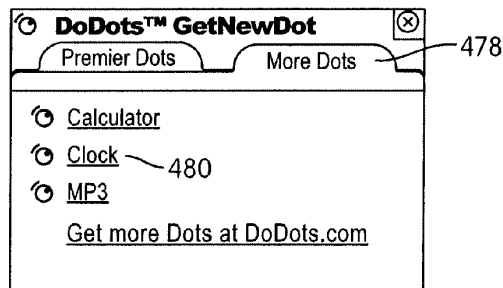 DoDots™ GetNewDot
Premier Dots More Dots 478
Calculator
Clock 480
MP3
Get more Dots at DoDots.com